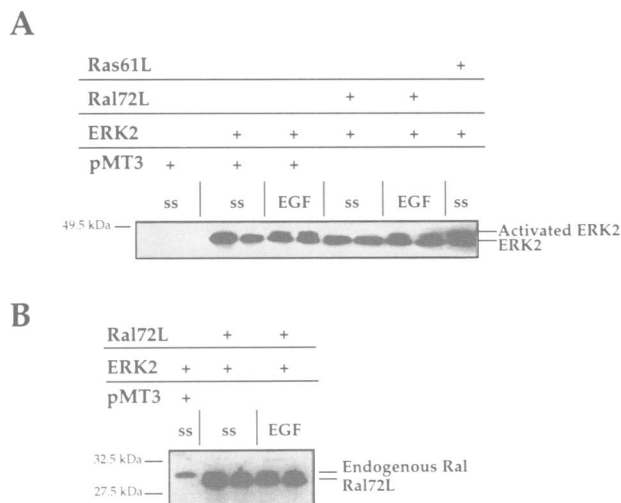 A
Ras61L +
Ral72L + +
ERK2 + + + + +
pMT3 + + +
ss ss EGF ss EGF ss
49.5 kDa
Activated ERK2
ERK2
B
Ral72L + +
ERK2 + + +
pMT3 +
ss ss EGF
32.5 kDa
Endogenous Ral
Ral72L
27.5 kDa